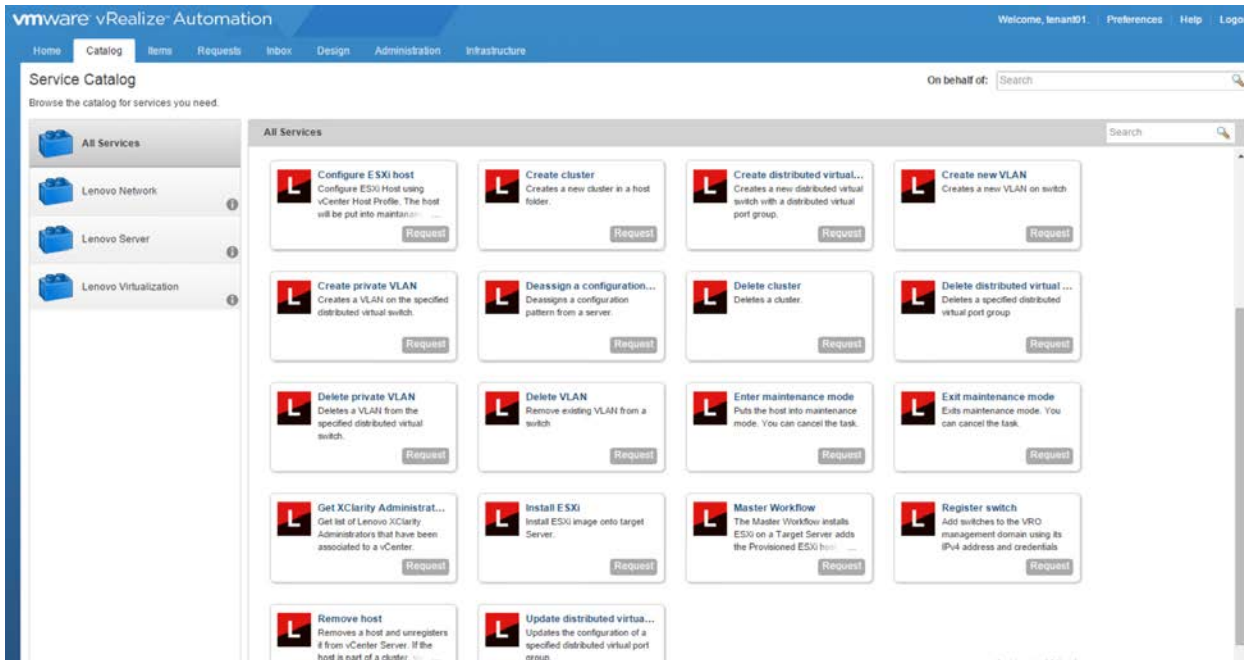 vmware vRealize Automation
Welcome, tenant01. Preferences Help Logo
Home Catalog Items Requests Inbox Design Administration Infrastructure
Service Catalog
On behalf of: Search
Browse the catalog for services you need.
All Services
Lenovo Network
Lenovo Server
Lenovo Virtualization
All Services
Search
Configure ESXi host
Configure ESXi Host using
vCenter Host Profile. The host
will be put into
Request
Create cluster
Creates a new cluster in a host
folder.
Request
Create distributed virtual...
Creates a new distributed virtual
switch with a distributed virtual
port group.
Request
Create new VLAN
Creates a new VLAN on switch
Request
Create private VLAN
Creates a VLAN on the specified
distributed virtual switch.
Request
Deassign a configuration...
Deassigns a configuration
pattern from a server.
Request
Delete cluster
Deletes a cluster.
Request
Delete distributed virtual ...
Deletes a specified distributed
virtual port group
Request
Delete private VLAN
Deletes a VLAN from the
specified distributed virtual
switch.
Request
Delete VLAN
Remove existing VLAN from a
switch
Request
Enter maintenance mode
Puts the host into maintenance
mode. You can cancel the task.
Request
Exit maintenance mode
Exits maintenance mode. You
can cancel the task.
Request
Get XClarity Administrat...
Get list of Lenovo XClarity
Administrators that have been
associated to a vCenter.
Request
Install ESXi
Install ESXi image onto target
Server.
Request
Master Workflow
The Master Workflow installs
ESXi on a Target Server adds
the Provisioned ESXi
Request
Register switch
Add switches to the VRO
management domain using its
IPv4 address and credentials
Request
Remove host
Removes a host and unregisters
it from vCenter Server. If the
host is part of a cluster,
Update distributed virtua...
Updates the configuration of a
specified distributed virtual port
group.